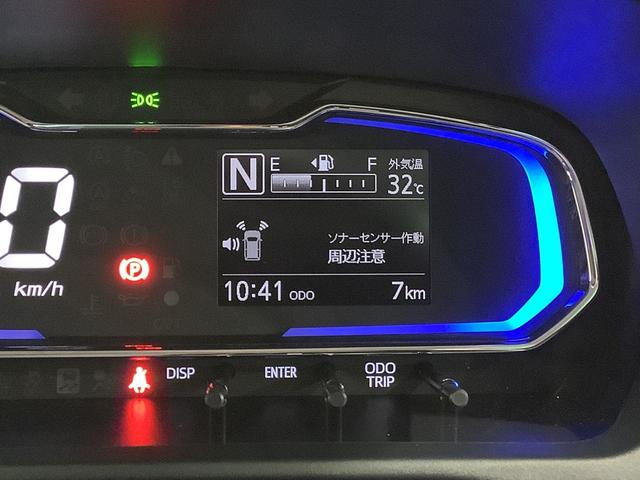 N E F 外気温
32℃
0
km/h
ソナーセンサー作動
周辺注意
P
10:41 ODO 7km
DISP ENTER ODO
TRIP